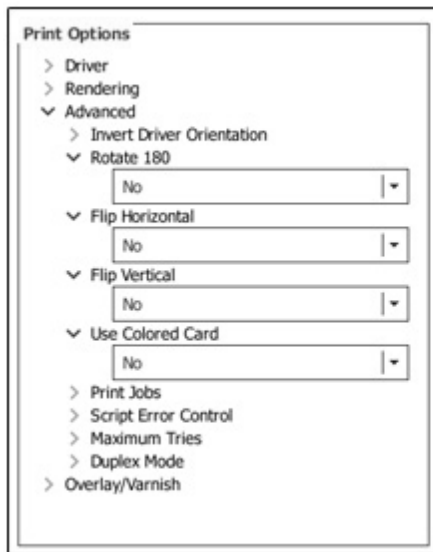 Print Options
Driver
Rendering
Advanced
Invert Driver Orientation
Rotate 180
No
Flip Horizontal
No
Flip Vertical
No
Use Colored Card
No
Print Jobs
Script Error Control
Maximum Tries
Duplex Mode
Overlay/Varnish